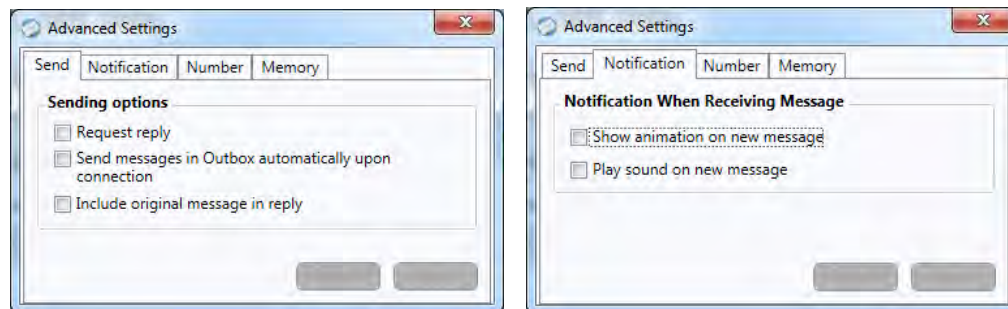 Advanced Settings
Send Notification Number Memory
Sending options
Request reply
Send messages in Outbox automatically upon
connection
Include original message in reply
Advanced Settings
Send Notification Number Memory
Notification When Receiving Message
Show animation on new message
Play sound on new message